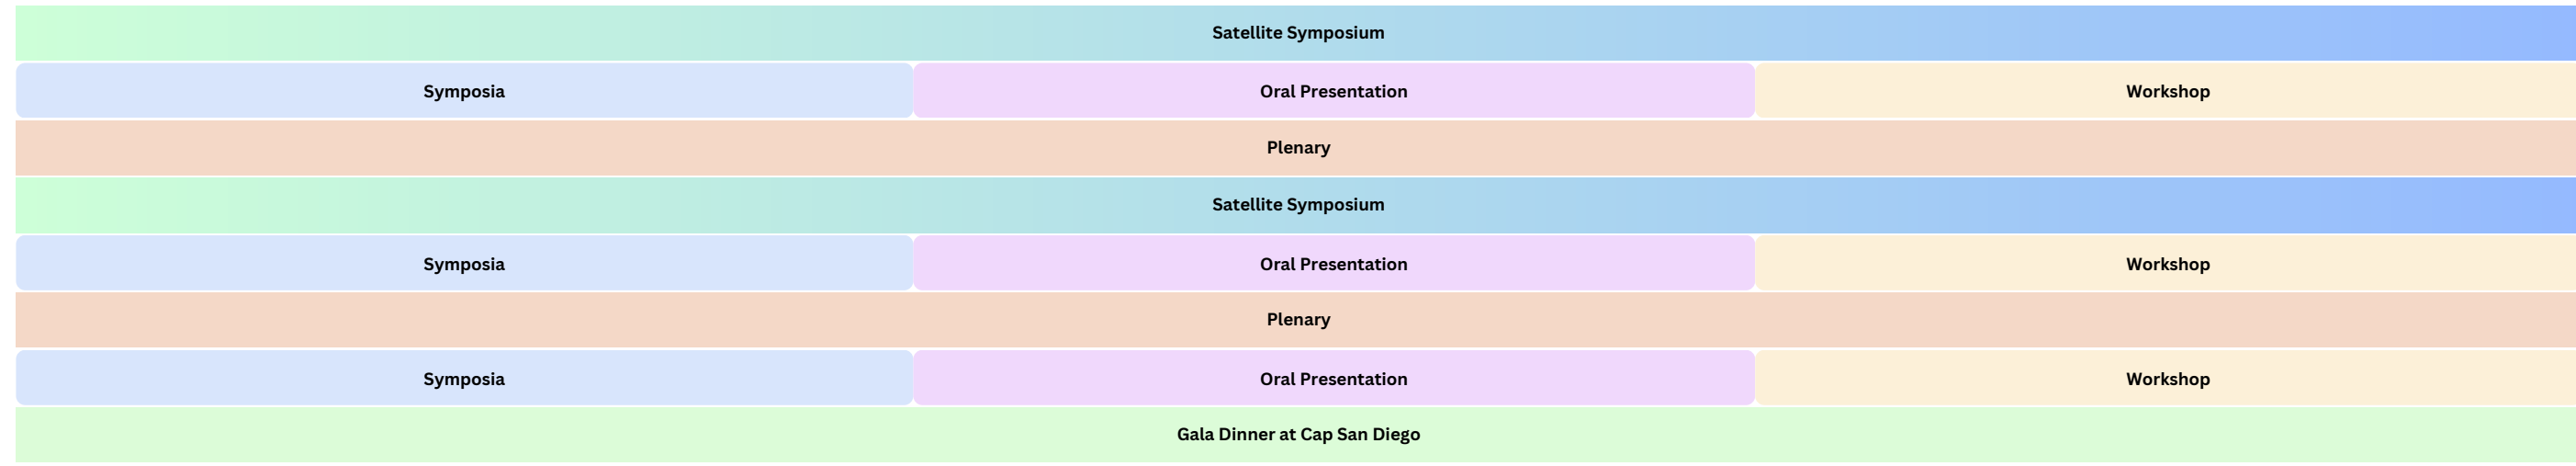 Satellite Symposium
Symposia Oral Presentation Workshop
Plenary
Satellite Symposium
Symposia Oral Presentation Workshop
Plenary
Symposia Oral Presentation Workshop
Gala Dinner at Cap San Diego